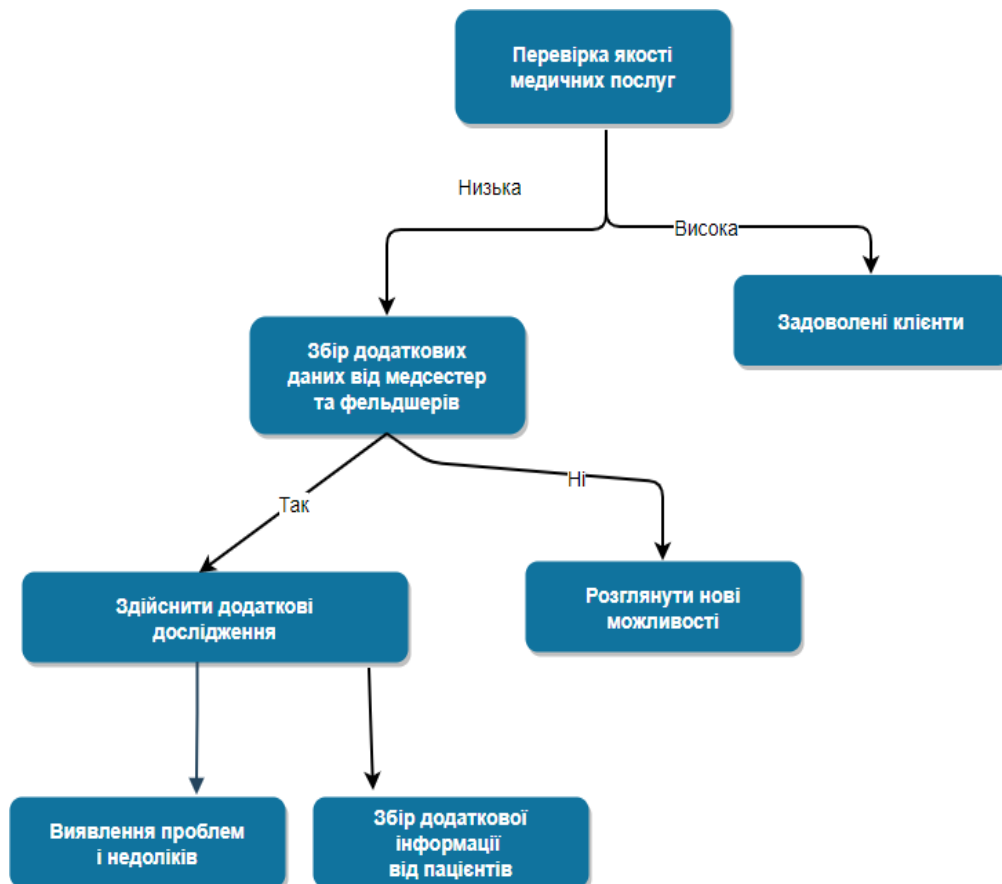 Перевірка якості
медичних послуг
Низька
Висока
Задоволені клієнти
Збір додаткових
даних від медсестер
та фельдшерів
Так
Ні
Здійснити додаткові
дослідження
Розглянути нові
можливості
Виявлення проблем
і недоліків
Збір додаткової
інформації
від пацієнтів